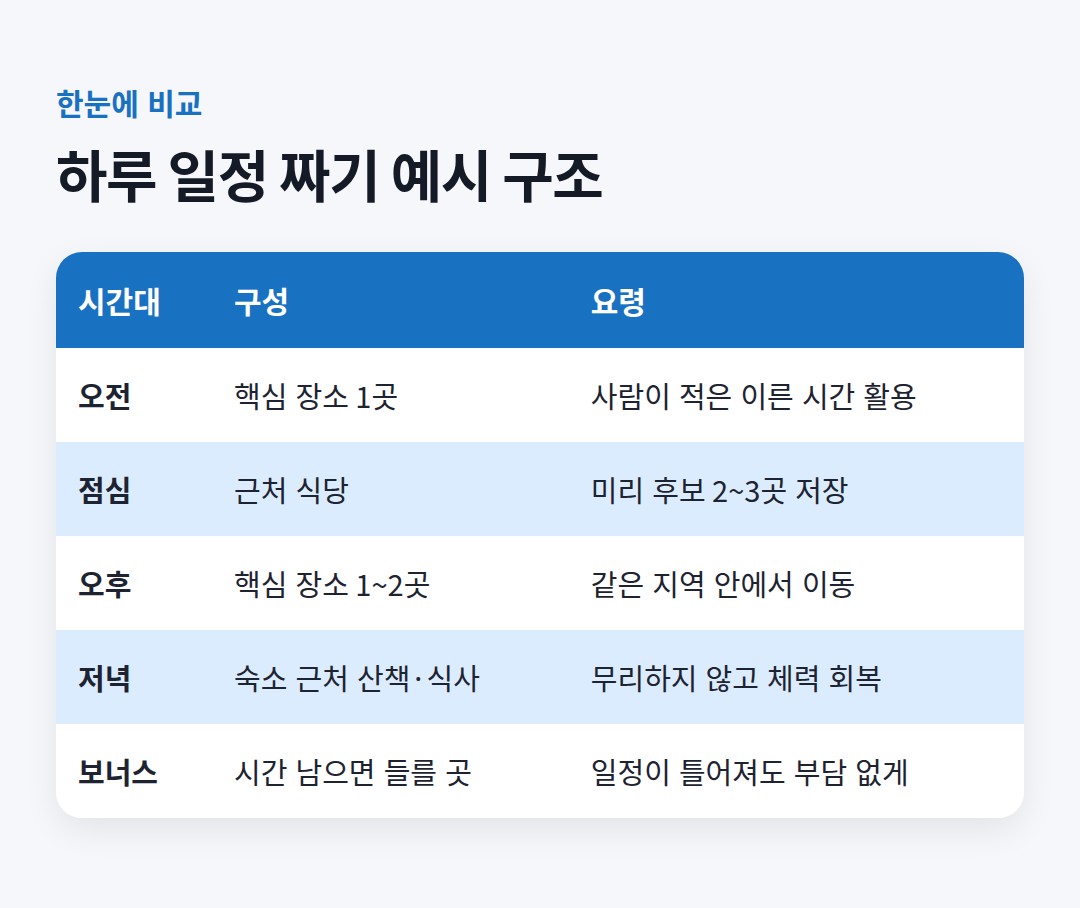 한눈에 비교
하루 일정 짜기 예시 구조
시간대 구성 요령
오전 핵심 장소 1곳 사람이 적은 이른 시간 활용
점심 근처 식당 미리 후보 2~3곳 저장
오후 핵심 장소 1~2곳 같은 지역 안에서 이동
저녁 숙소 근처 산책·식사 무리하지 않고 체력 회복
보너스 시간 남으면 들를 곳 일정이 틀어져도 부담 없게